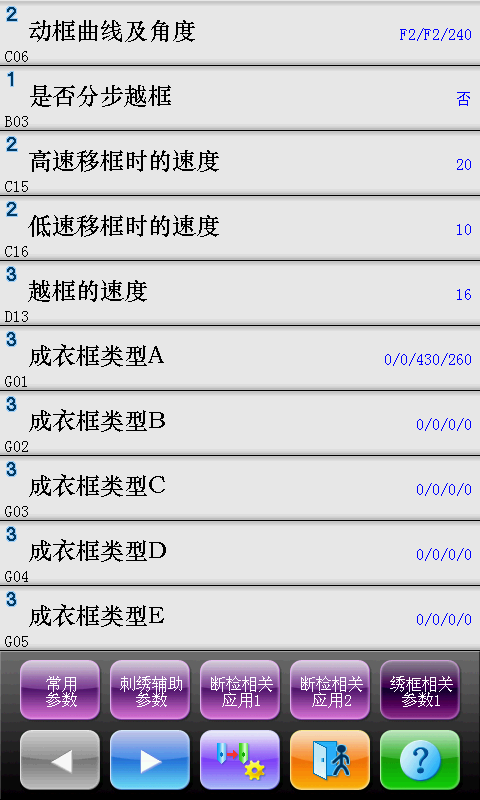 2
动框曲线及角度
F2/F2/240
C06
1
是否分步越框
否
B03
2
高速移框时的速度
20
C15
2
低速移框时的速度
10
C16
3
越框的速度
16
D13
3
成衣框类型A
0/0/430/260
G01
3
成衣框类型B
0/0/0/0
G02
3
成衣框类型C
0/0/0/0
G03
3
成衣框类型D
0/0/0/0
G04
3
成衣框类型E
0/0/0/0
G05
常用
参数
刺绣辅助
参数
断检相关
应用1
断检相关
应用2
绣框相关
参数1
?